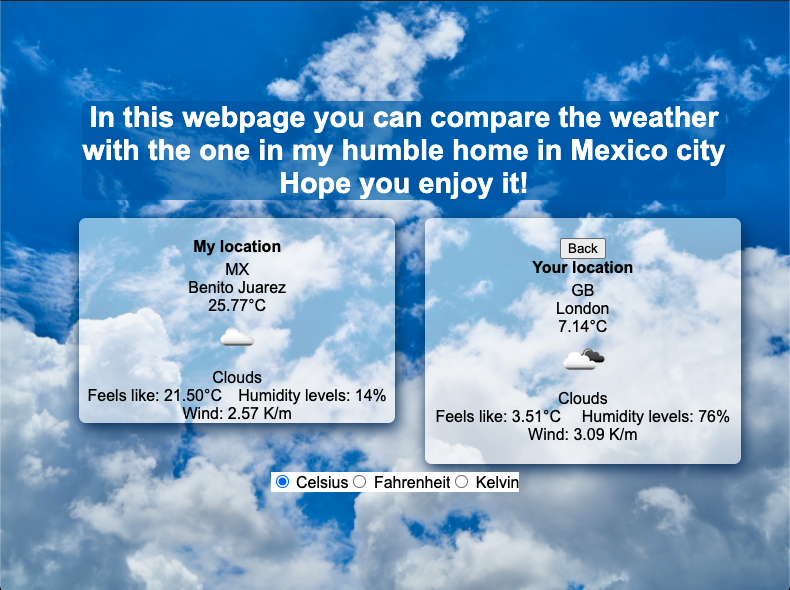 In this webpage you can compare the weather
with the one in my humble home in Mexico city
Hope you enjoy it!
My location
MX
Benito Juarez
25.77°C
Clouds
Feels like: 21.50°C Humidity levels: 14%
Wind: 2.57 K/m
Back
Your location
GB
London
7.14°C
Clouds
Feels like: 3.51°C Humidity levels: 76%
Wind: 3.09 K/m
Celsius Fahrenheit Kelvin